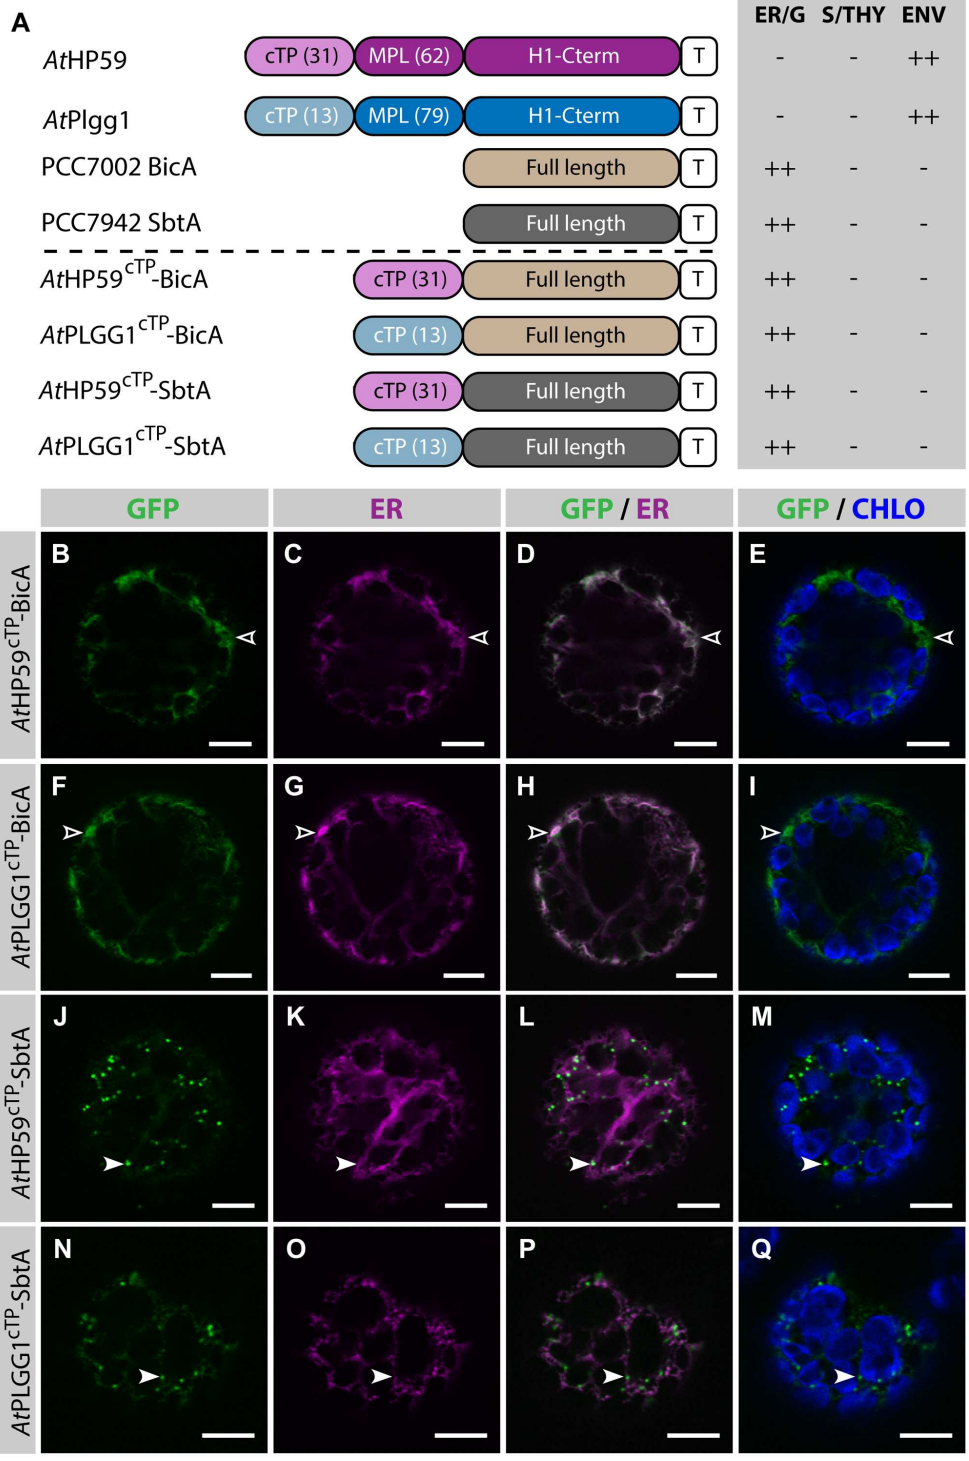 A
ER/G S/THY ENV
AtHP59 cTP (31) MPL (62) H1-Cterm T - - ++
AtPlgg1 cTP (13) MPL (79) H1-Cterm T - - ++
PCC7002 BicA Full length T ++ - -
PCC7942 SbtA Full length T ++ - -
AtHP59cTP-BicA cTP (31) Full length T ++ - -
AtPLGG1cTP-BicA cTP (13) Full length T ++ - -
AtHP59cTP-SbtA cTP (31) Full length T ++ - -
AtPLGG1cTP-SbtA cTP (13) Full length T ++ - -
GFP ER GFP / ER GFP / CHLO
AtHP59cTP-BicA
B C D E
AtPLGG1cTP-BicA
F G H I
AtHP59cTP-SbtA
J K L M
AtPLGG1cTP-SbtA
N O P Q